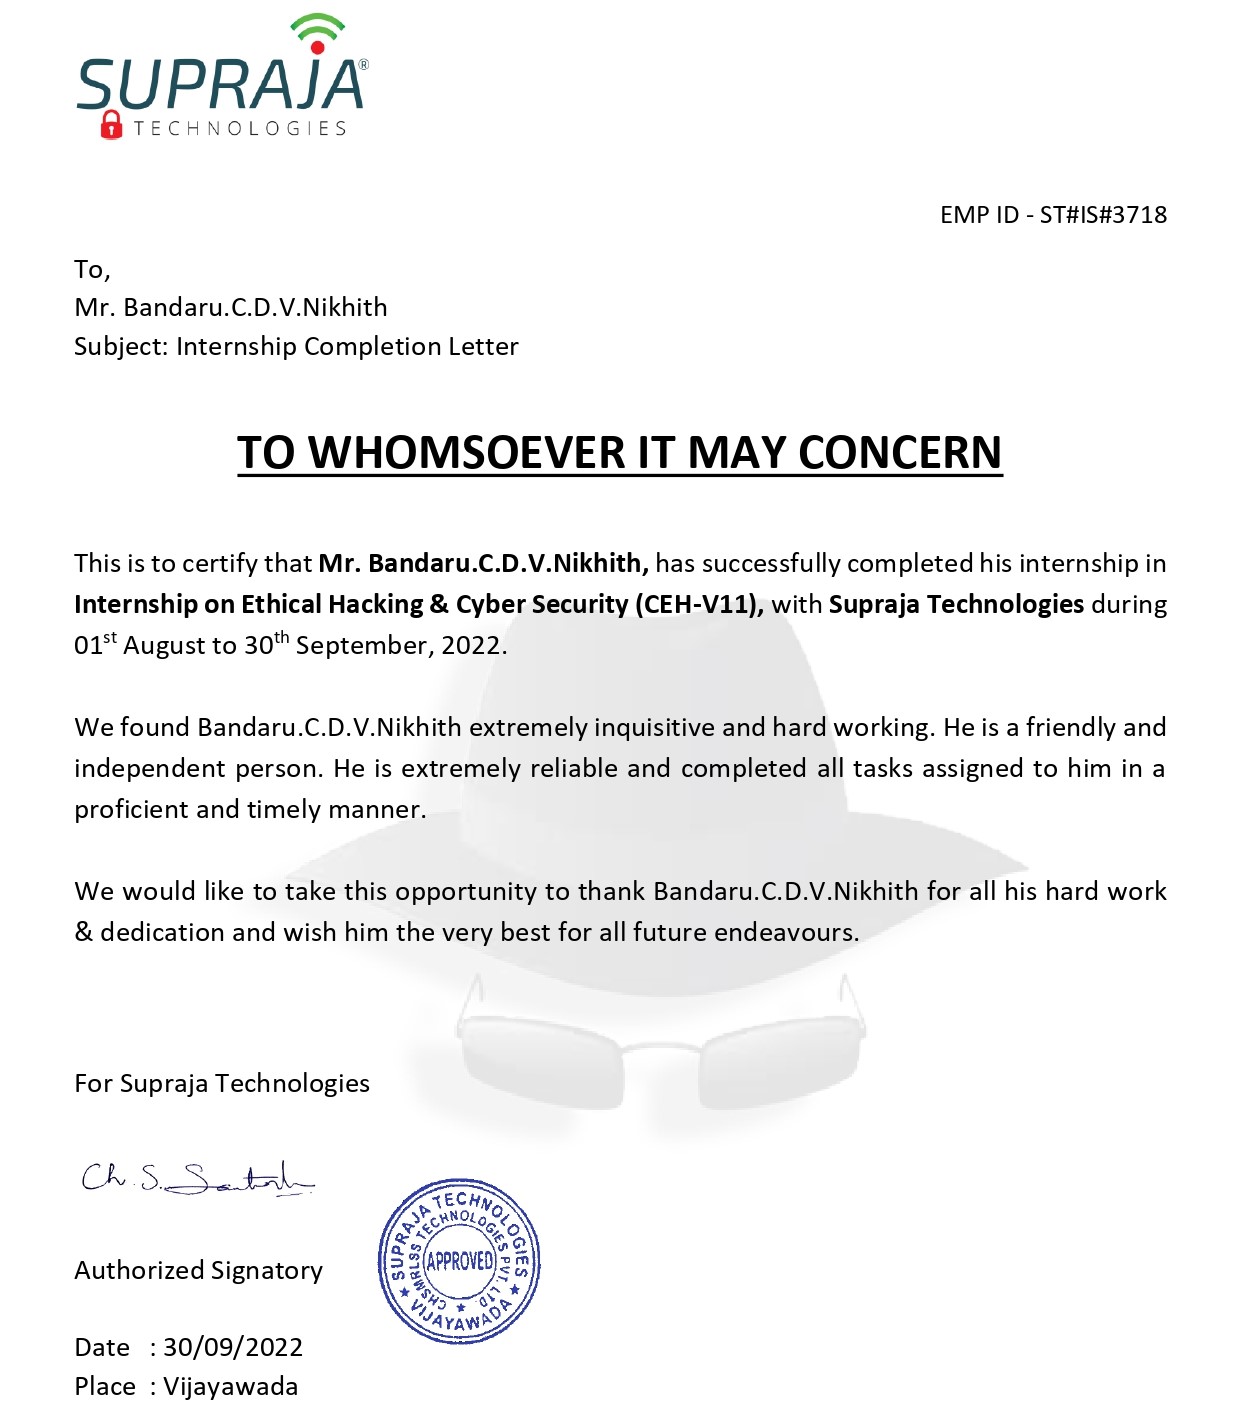 SUPRAJA®
TECHNOLOGIES
EMP ID - ST#IS#3718
To,
Mr. Bandaru.C.D.V.Nikhith
Subject: Internship Completion Letter
TO WHOMSOEVER IT MAY CONCERN
This is to certify that Mr. Bandaru.C.D.V.Nikhith, has successfully completed his internship in
Internship on Ethical Hacking & Cyber Security (CEH-V11), with Supraja Technologies during
01st August to 30th September, 2022.
We found Bandaru.C.D.V.Nikhith extremely inquisitive and hard working. He is a friendly and
independent person. He is extremely reliable and completed all tasks assigned to him in a
proficient and timely manner.
We would like to take this opportunity to thank Bandaru.C.D.V.Nikhith for all his hard work
& dedication and wish him the very best for all future endeavours.
For Supraja Technologies
Ch. S. Santosh
SUPRAJA TECHNOLOGIES
CHSMRLSS TECHNOLOGIES PVT. LTD.
APPROVED
★ VIJAYAWADA ★
Authorized Signatory
Date : 30/09/2022
Place : Vijayawada